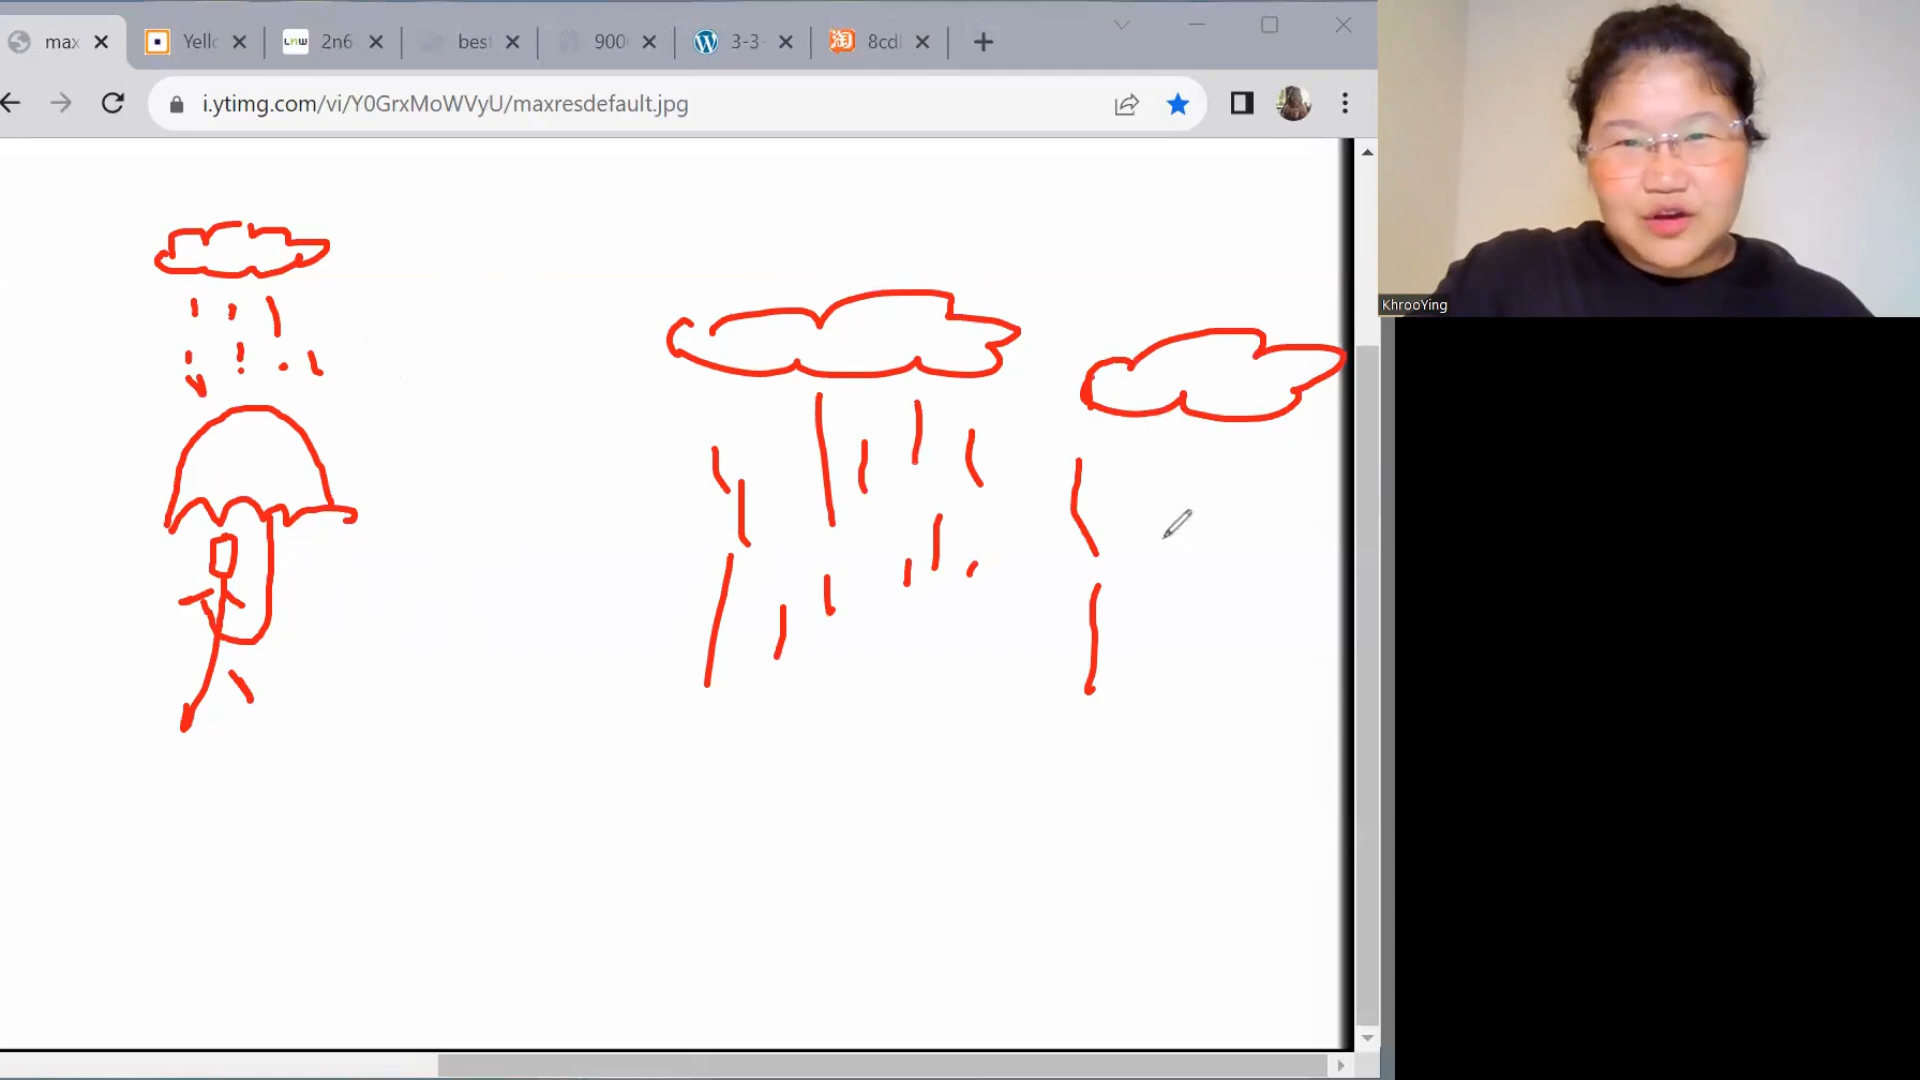 max
Yell
2n6
best
900
3-3-
8cd
i.ytimg.com/vi/Y0GrxMoWVyU/maxresdefault.jpg
KhrooYing